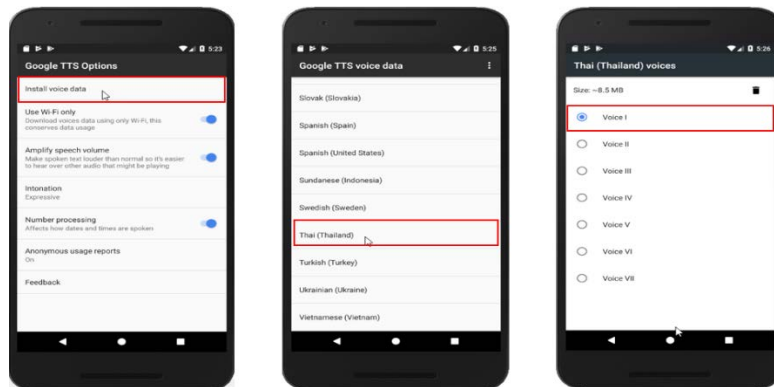 5:23
Google TTS Options
Install voice data
Use Wi-Fi only
Download voices data using only Wi-Fi, this
conserves data usage
Amplify speech volume
Make spoken text louder than normal so it's easier
to hear over other audio that might be playing
Intonation
Expressive
Number processing
Affects how dates and times are spoken
Anonymous usage reports
On
Feedback
5:25
Google TTS voice data
Slovak (Slovakia)
Spanish (Spain)
Spanish (United States)
Sundanese (Indonesia)
Swedish (Sweden)
Thai (Thailand)
Turkish (Turkey)
Ukrainian (Ukraine)
Vietnamese (Vietnam)
5:26
Thai (Thailand) voices
Size: ~8.5 MB
Voice I
Voice II
Voice III
Voice IV
Voice V
Voice VI
Voice VII